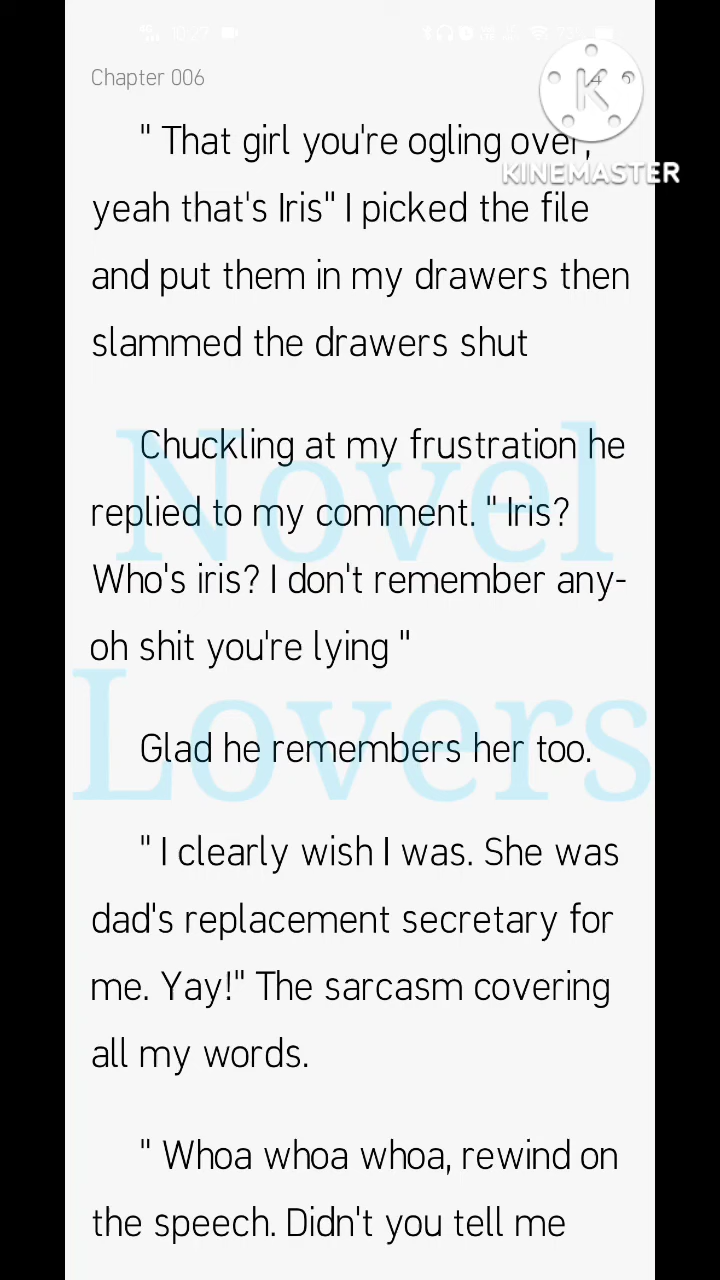 10:27
Chapter 006
KINEMASTER
" That girl you're ogling over,
yeah that's Iris" I picked the file
and put them in my drawers then
slammed the drawers shut
Chuckling at my frustration he
replied to my comment. " Iris?
Who's iris? I don't remember any-
oh shit you're lying "
Glad he remembers her too.
" I clearly wish I was. She was
dad's replacement secretary for
me. Yay!" The sarcasm covering
all my words.
" Whoa whoa whoa, rewind on
the speech. Didn't you tell me
Novel
Lovers